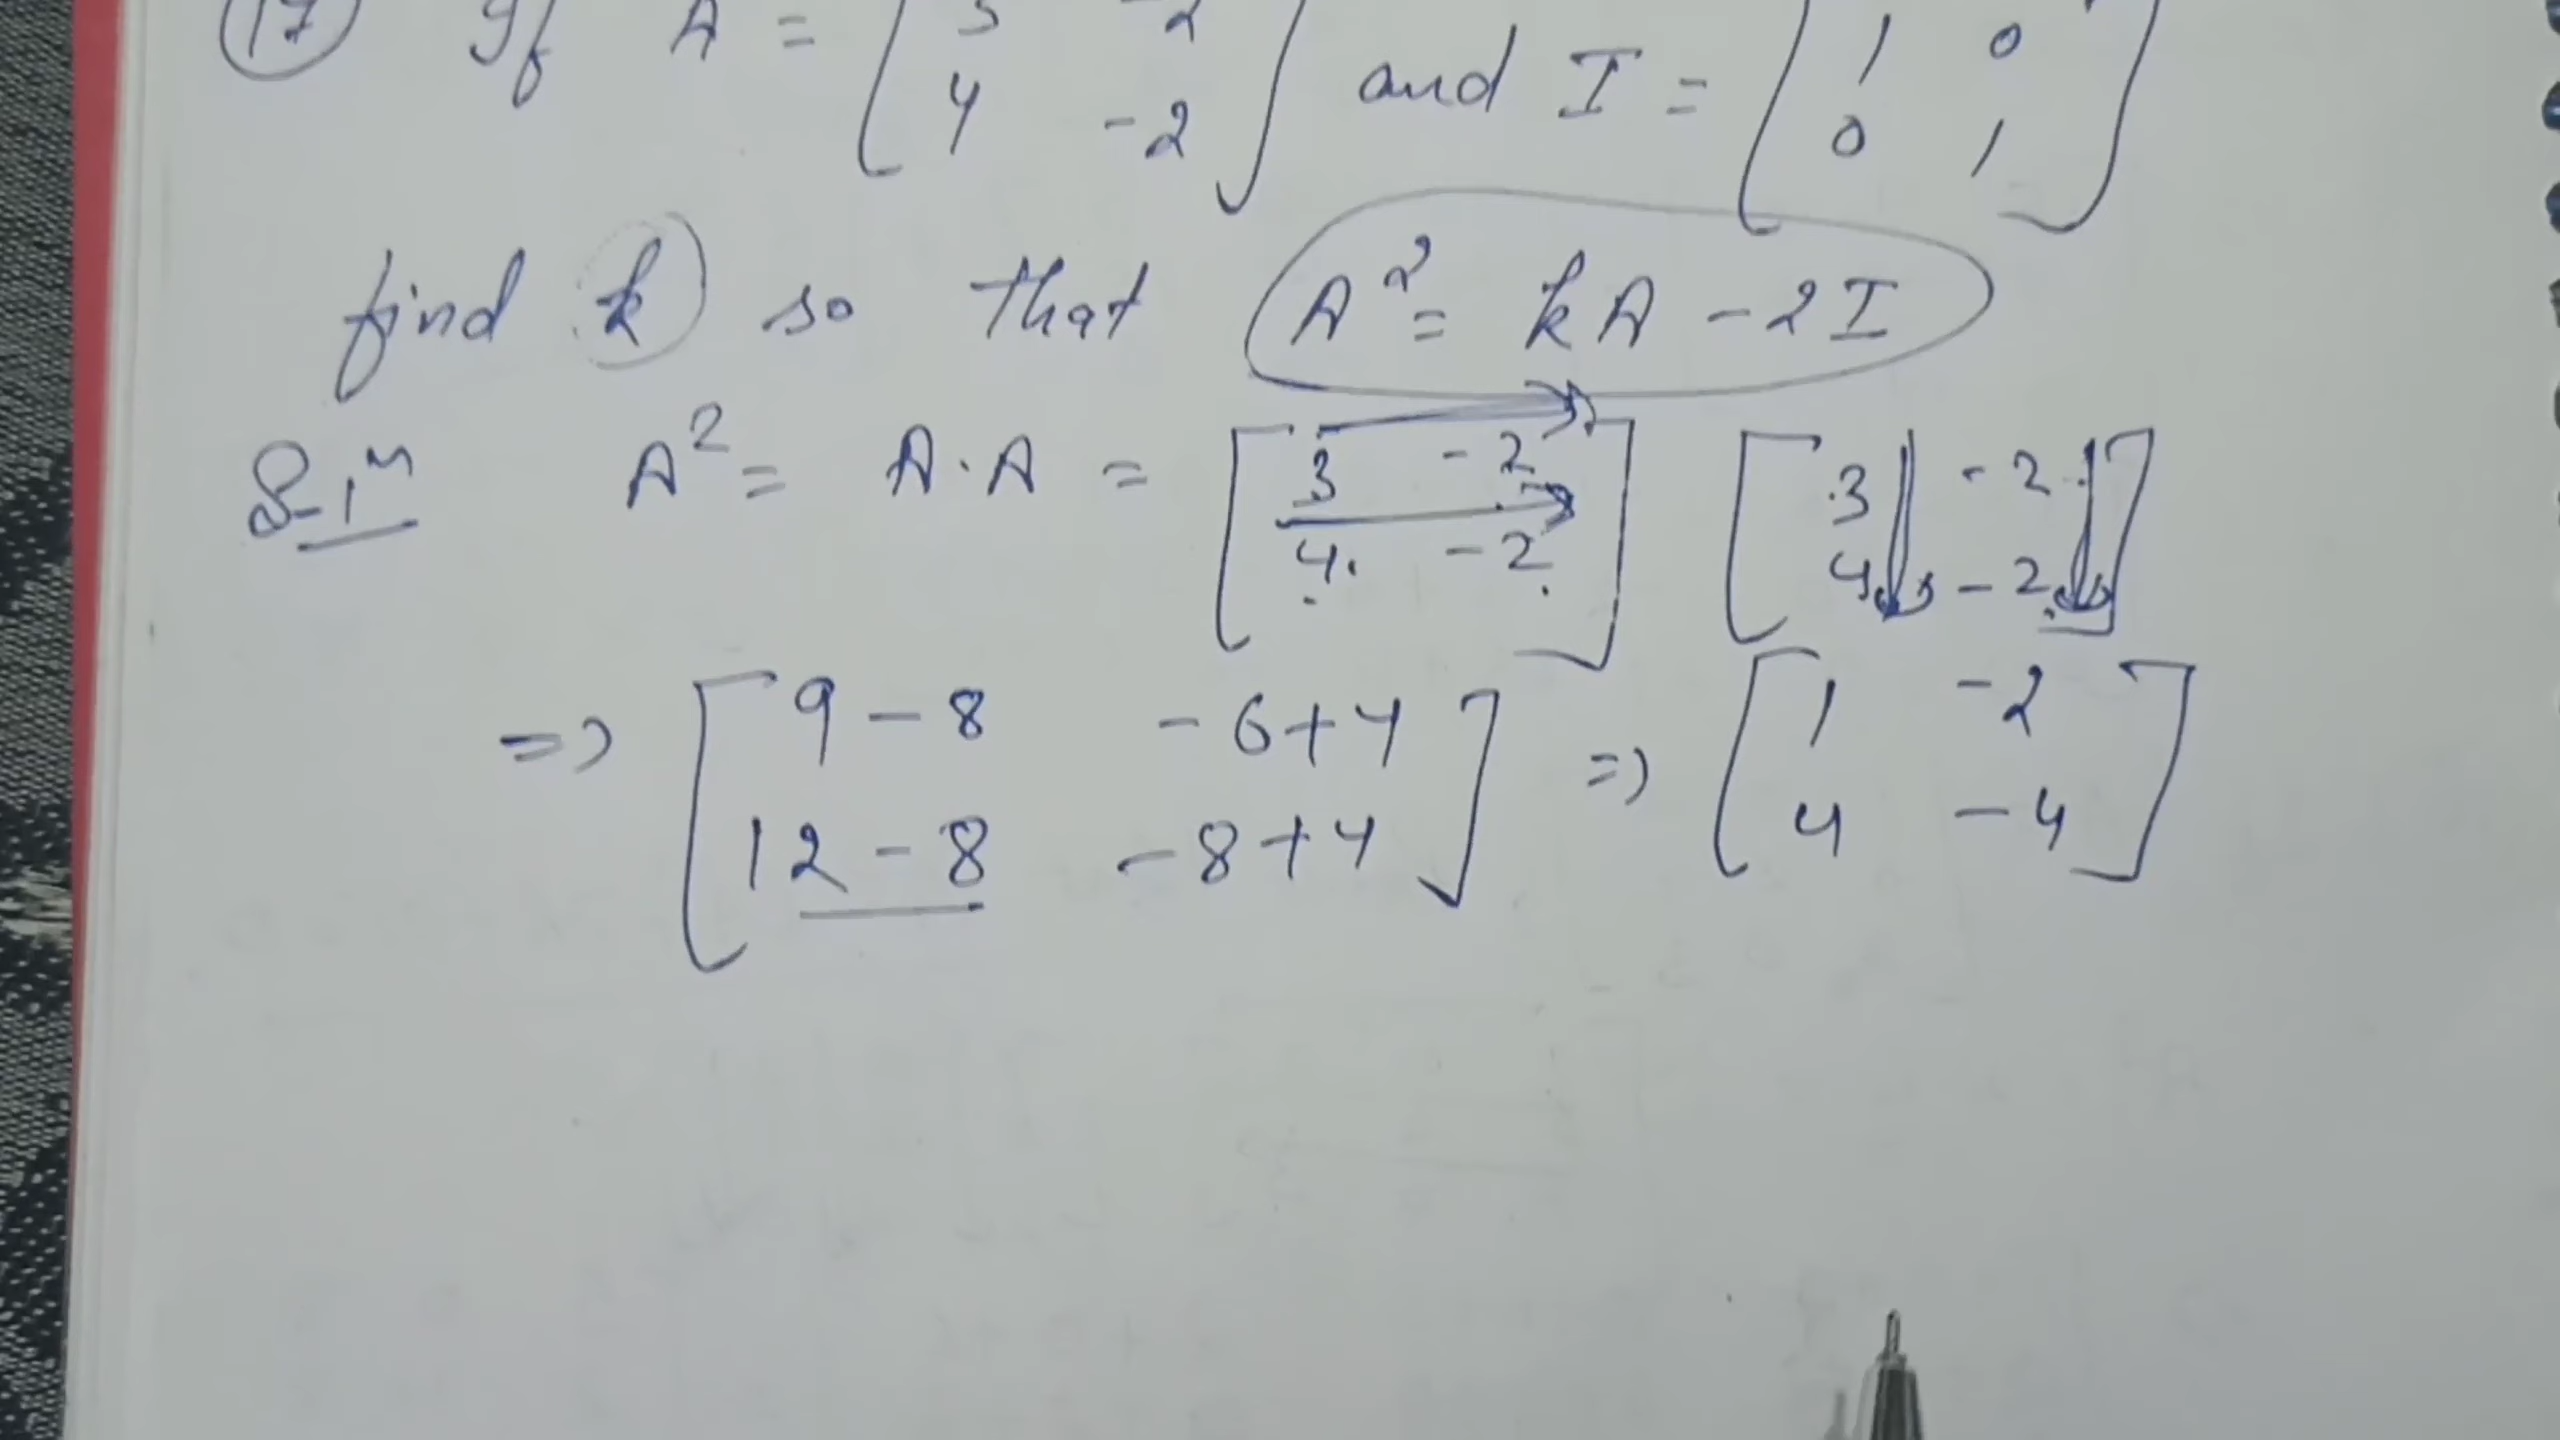 17 If A = [3 -2 and I = [1 0
4 -2] 0 1]
find k so that A² = kA - 2I
Solⁿ A² = A·A = [3 -2 [3 -2
4 -2] 4 -2]
=> [9-8 -6+4 => [1 -2
12-8 -8+4] 4 -4]